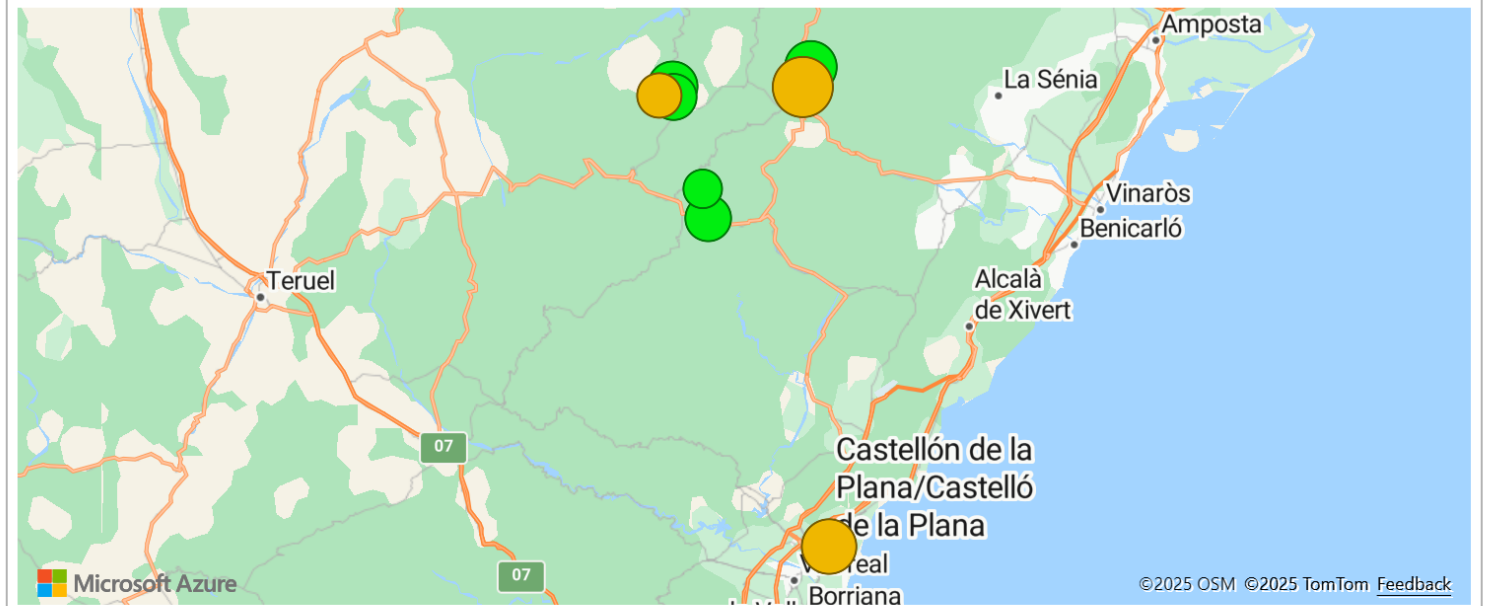 Amposta
La Sénia
Vinaròs
Benicarló
Teruel
Alcalà
de Xivert
07
Castellón de la
Plana/Castelló
de la Plana
07
Microsoft Azure
©2025 OSM ©2025 TomTom Feedback
Borriana